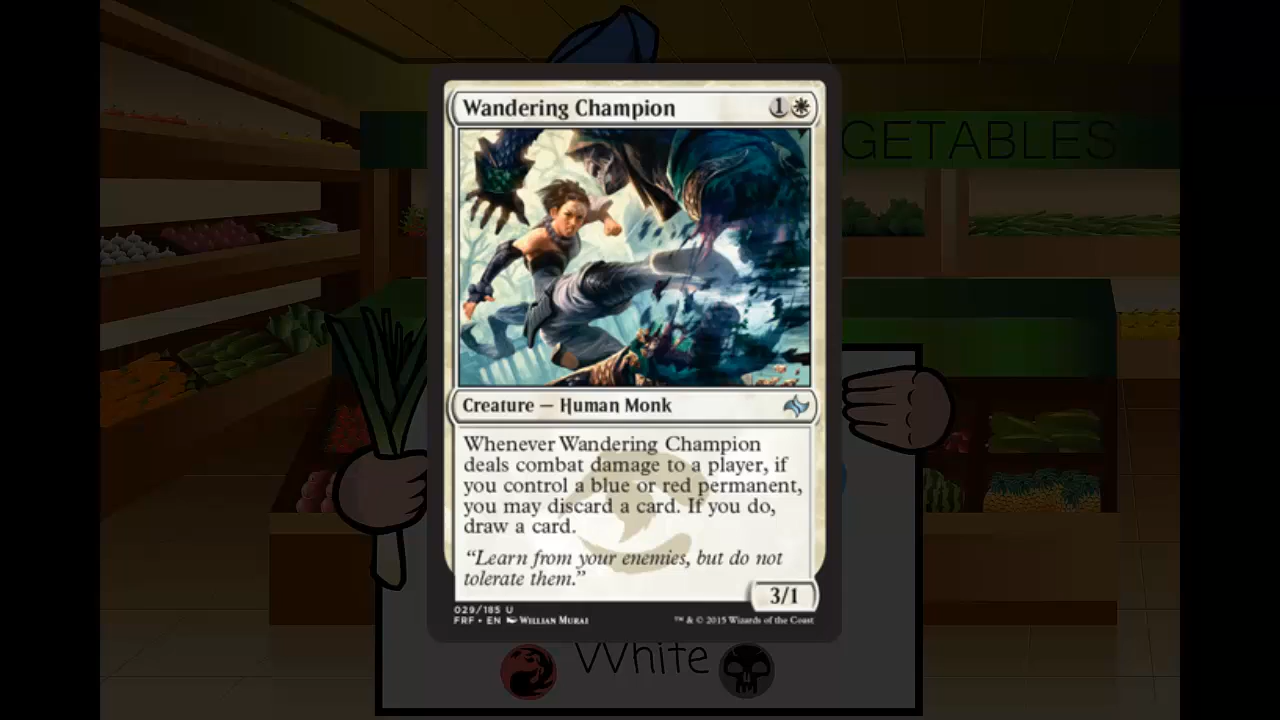 GETABLES
Wandering Champion 1
Creature — Human Monk
Whenever Wandering Champion
deals combat damage to a player, if
you control a blue or red permanent,
you may discard a card. If you do,
draw a card.
“Learn from your enemies, but do not
tolerate them.”
3/1
029/185 U
FRF • EN WILLIAN MURAI
™ & © 2015 Wizards of the Coast
White